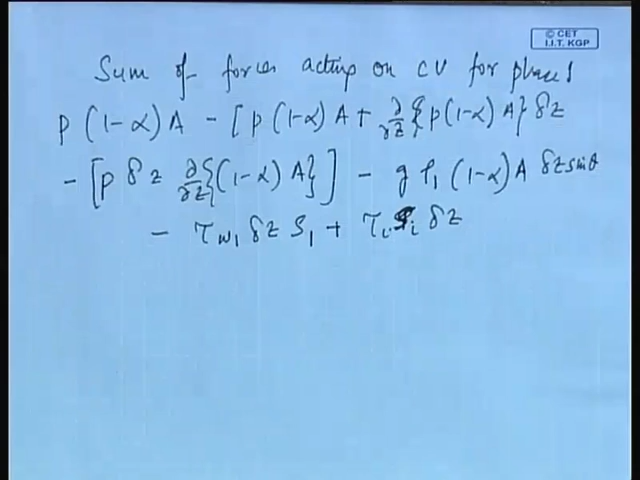 © CET
I.I.T. KGP
Sum of forces acting on CV for phase 1
p (1-α) A - [p (1-α) A + ∂/∂z {p (1-α) A} δz
- [p δz ∂/∂z {(1-α) A}] - g ρ₁ (1-α) A δz sinθ
- τw₁ δz S₁ + τi Si δz